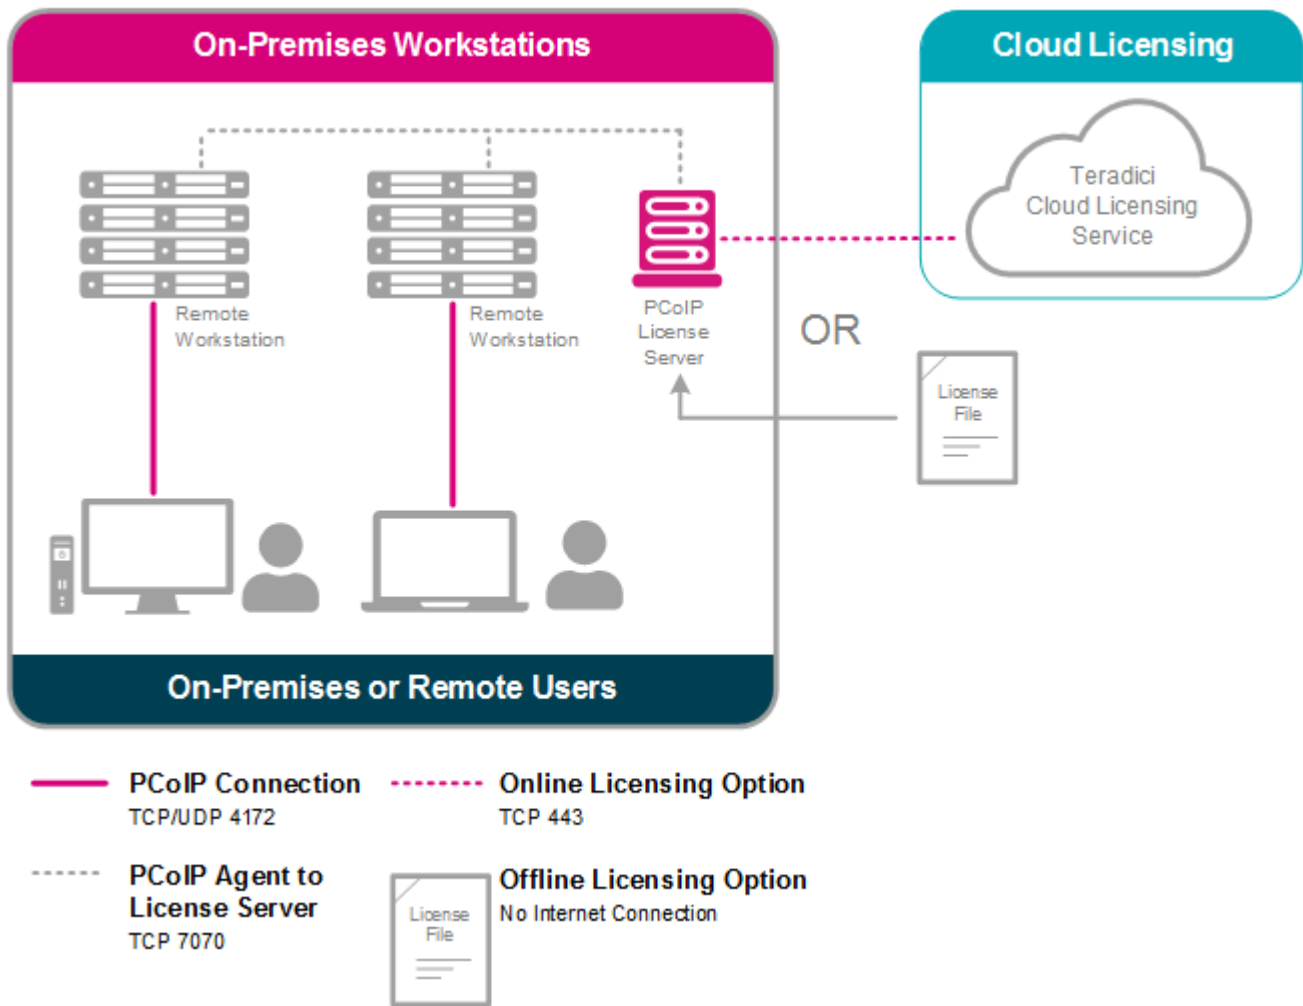 On-Premises Workstations
Cloud Licensing
Teradici
Cloud Licensing
Service
Remote
Workstation
Remote
Workstation
PCoIP
License
Server
OR
License
File
On-Premises or Remote Users
PCoIP Connection
TCP/UDP 4172
Online Licensing Option
TCP 443
PCoIP Agent to
License Server
TCP 7070
License
File
Offline Licensing Option
No Internet Connection